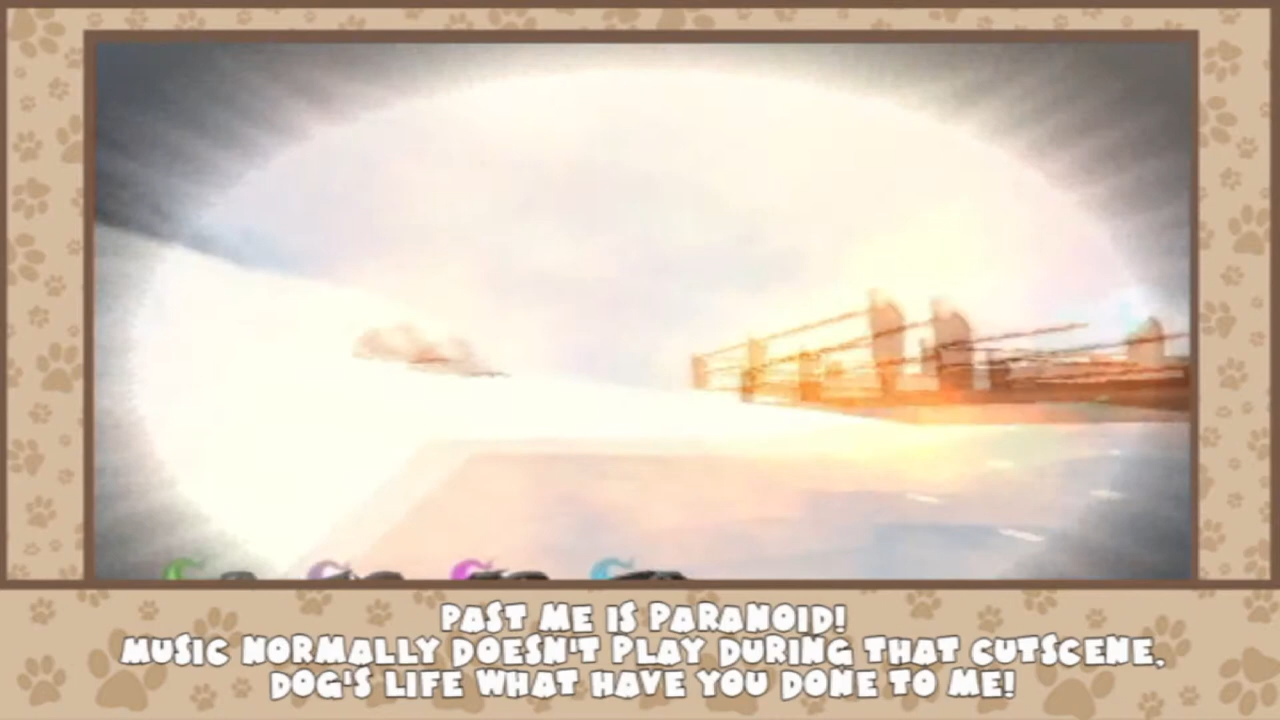 PAST ME IS PARANOID!
MUSIC NORMALLY DOESN'T PLAY DURING THAT CUTSCENE.
DOG'S LIFE WHAT HAVE YOU DONE TO ME!